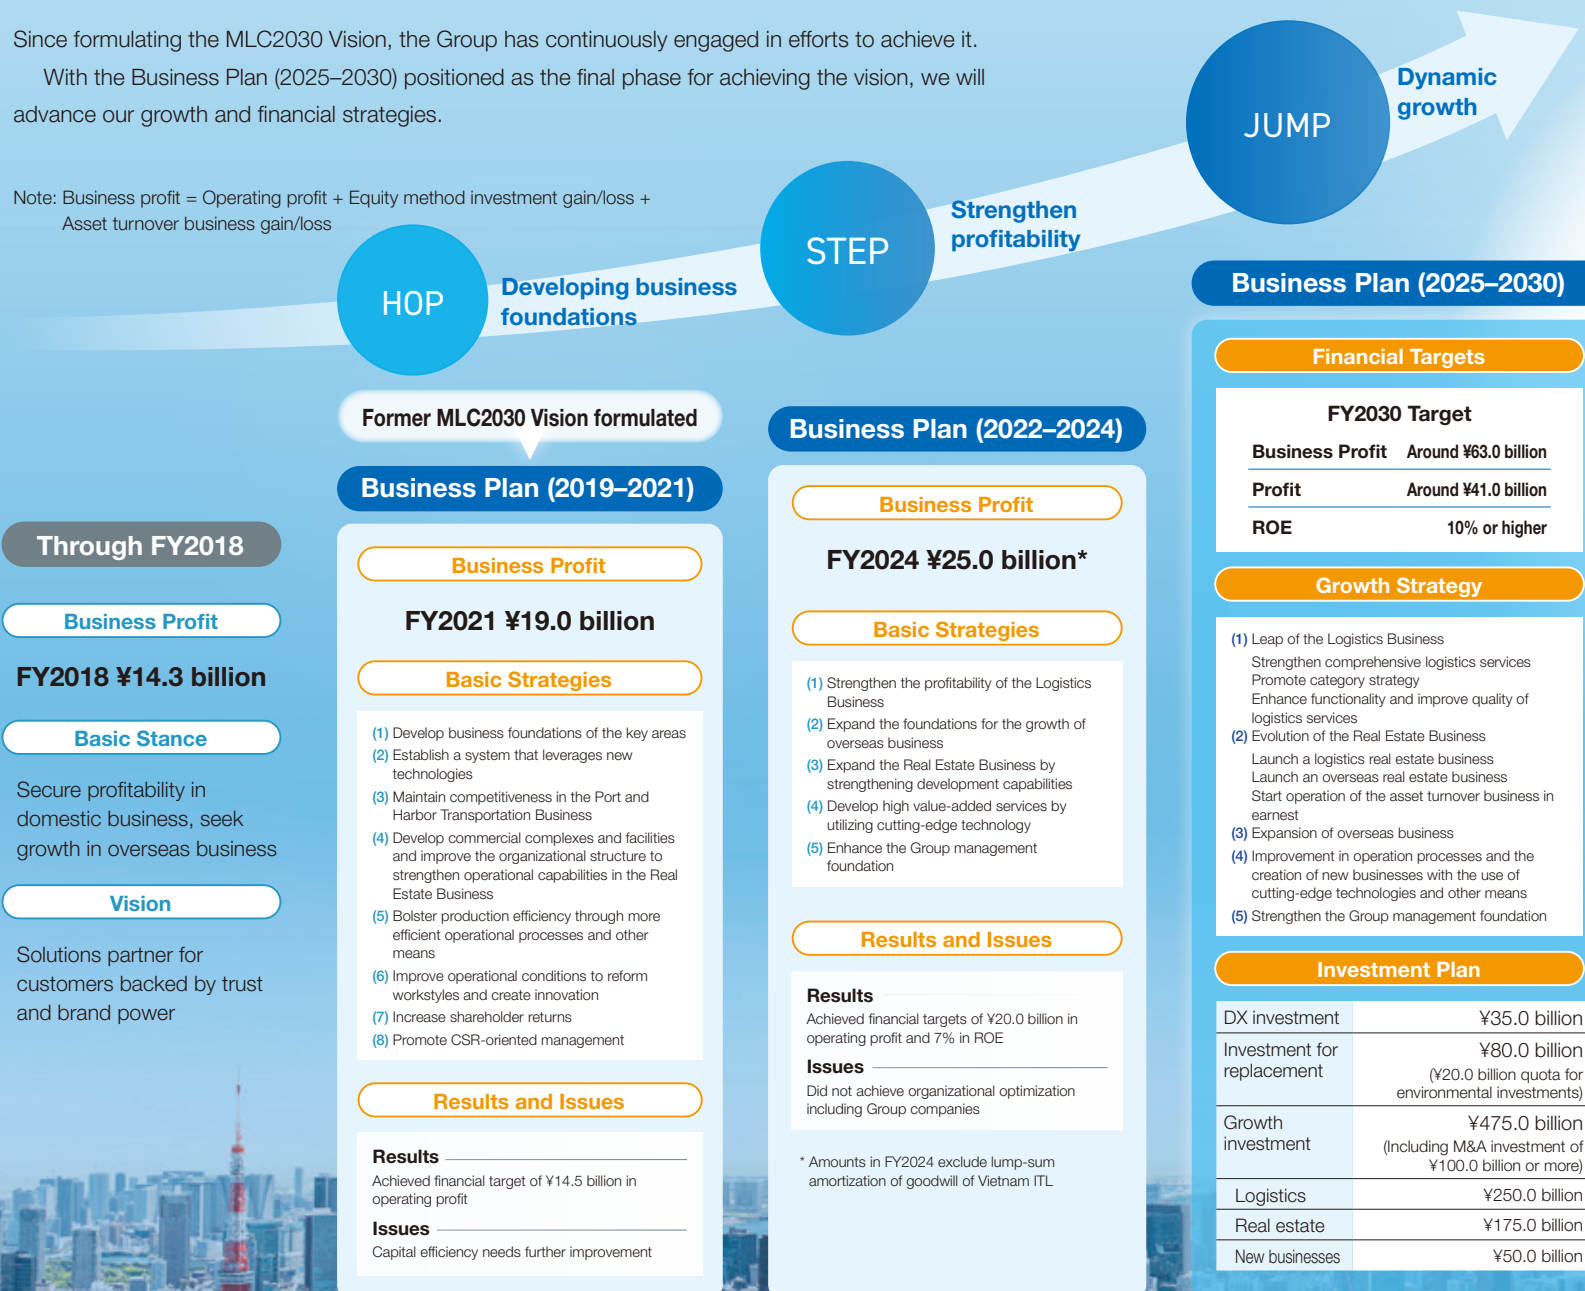 Since formulating the MLC2030 Vision, the Group has continuously engaged in efforts to achieve it.
With the Business Plan (2025–2030) positioned as the final phase for achieving the vision, we will
advance our growth and financial strategies.
Note: Business profit = Operating profit + Equity method investment gain/loss +
Asset turnover business gain/loss
HOP
Developing business
foundations
STEP
Strengthen
profitability
JUMP
Dynamic
growth
Through FY2018
Business Profit
FY2018 ¥14.3 billion
Basic Stance
Secure profitability in
domestic business, seek
growth in overseas business
Vision
Solutions partner for
customers backed by trust
and brand power
Former MLC2030 Vision formulated
Business Plan (2019–2021)
Business Profit
FY2021 ¥19.0 billion
Basic Strategies
(1) Develop business foundations of the key areas
(2) Establish a system that leverages new
technologies
(3) Maintain competitiveness in the Port and
Harbor Transportation Business
(4) Develop commercial complexes and facilities
and improve the organizational structure to
strengthen operational capabilities in the Real
Estate Business
(5) Bolster production efficiency through more
efficient operational processes and other
means
(6) Improve operational conditions to reform
workstyles and create innovation
(7) Increase shareholder returns
(8) Promote CSR-oriented management
Results and Issues
Results
Achieved financial target of ¥14.5 billion in
operating profit
Issues
Capital efficiency needs further improvement
Business Plan (2022–2024)
Business Profit
FY2024 ¥25.0 billion*
Basic Strategies
(1) Strengthen the profitability of the Logistics
Business
(2) Expand the foundations for the growth of
overseas business
(3) Expand the Real Estate Business by
strengthening development capabilities
(4) Develop high value-added services by
utilizing cutting-edge technology
(5) Enhance the Group management
foundation
Results and Issues
Results
Achieved financial targets of ¥20.0 billion in
operating profit and 7% in ROE
Issues
Did not achieve organizational optimization
including Group companies
* Amounts in FY2024 exclude lump-sum
amortization of goodwill of Vietnam ITL
Business Plan (2025–2030)
Financial Targets
FY2030 Target
Business Profit Around ¥63.0 billion
Profit Around ¥41.0 billion
ROE 10% or higher
Growth Strategy
(1) Leap of the Logistics Business
Strengthen comprehensive logistics services
Promote category strategy
Enhance functionality and improve quality of
logistics services
(2) Evolution of the Real Estate Business
Launch a logistics real estate business
Launch an overseas real estate business
Start operation of the asset turnover business in
earnest
(3) Expansion of overseas business
(4) Improvement in operation processes and the
creation of new businesses with the use of
cutting-edge technologies and other means
(5) Strengthen the Group management foundation
Investment Plan
DX investment ¥35.0 billion
Investment for ¥80.0 billion
replacement (¥20.0 billion quota for
environmental investments)
Growth ¥475.0 billion
investment (Including M&A investment of
¥100.0 billion or more)
Logistics ¥250.0 billion
Real estate ¥175.0 billion
New businesses ¥50.0 billion